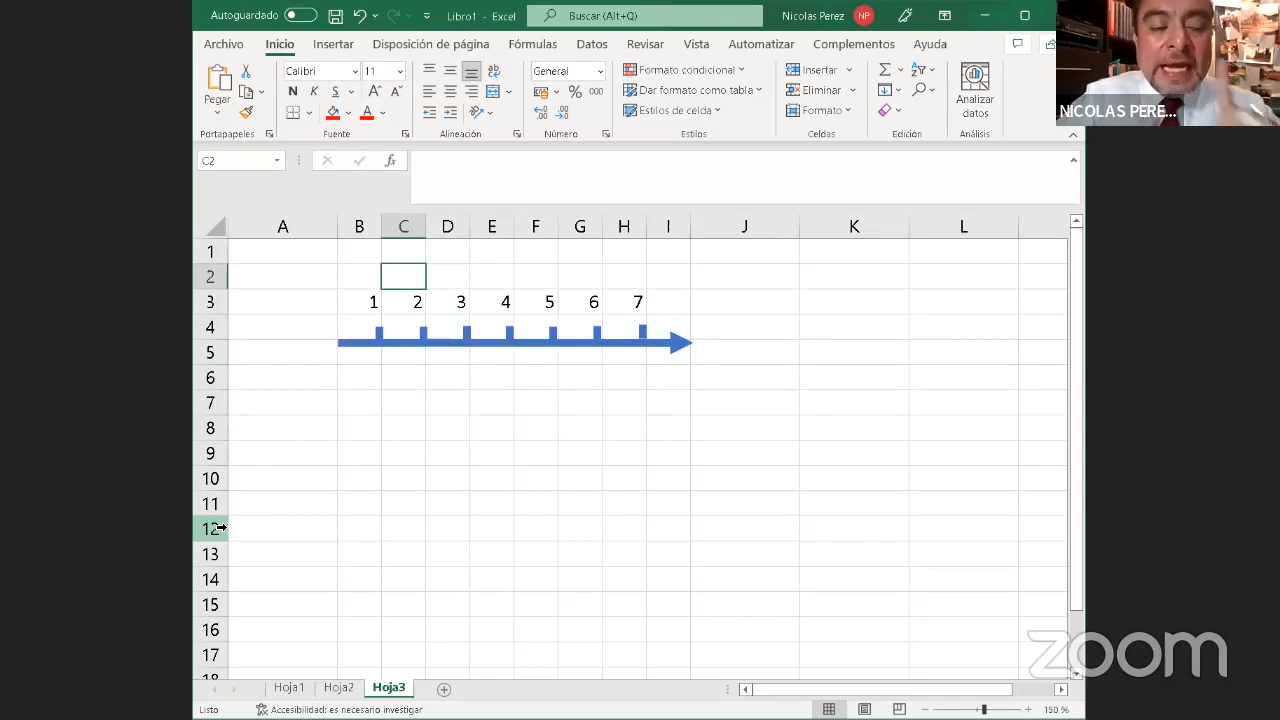 Autoguardado Libro1 - Excel Buscar (Alt+Q) Nicolas Perez NP
Archivo Inicio Insertar Disposición de página Fórmulas Datos Revisar Vista Automatizar Complementos Ayuda
Pegar Calibri 11 General Formato condicional Insertar Analizar datos
N K S Dar formato como tabla Eliminar
% 000 Estilos de celda Formato
Portapapeles Fuente Alineación Número Estilos Celdas Edición Análisis
NICOLAS PERE...
C2 fx
A B C D E F G H I J K L
1
2
3 1 2 3 4 5 6 7
4
5
6
7
8
9
10
11
12
13
14
15
16
17
18
zoom
Hoja1 Hoja2 Hoja3
Listo Accesibilidad: es necesario investigar 150 %